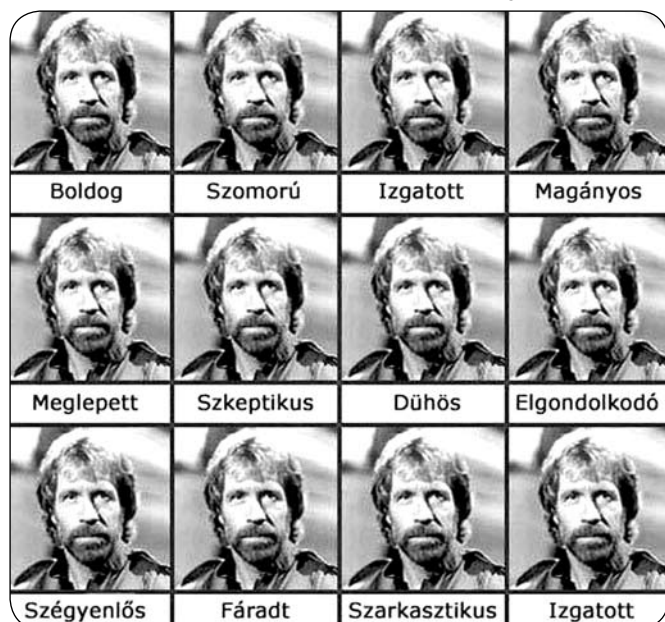 Boldog Szomorú Izgatott Magányos
Meglepett Szkeptikus Dühös Elgondolkodó
Szégyenlős Fáradt Szarkasztikus Izgatott